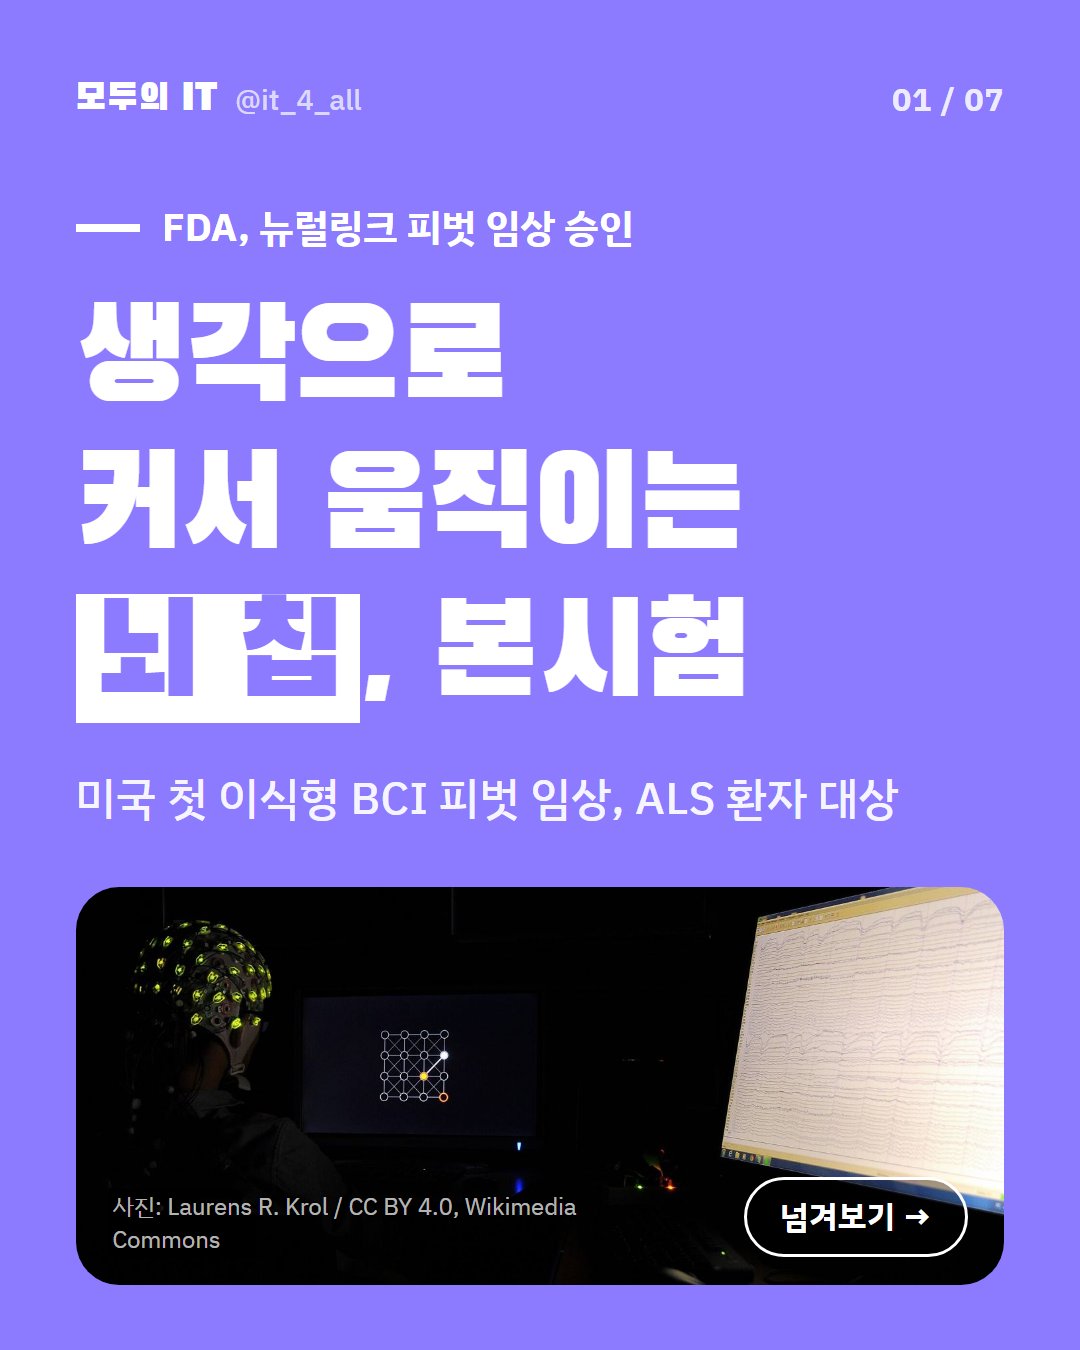 모두의 IT @it_4_all
01 / 07
FDA, 뉴럴링크 피벗 임상 승인
생각으로
커서 움직이는
뇌 칩, 본시험
미국 첫 이식형 BCI 피벗 임상, ALS 환자 대상
사진: Laurens R. Krol / CC BY 4.0, Wikimedia
Commons
넘겨보기 →